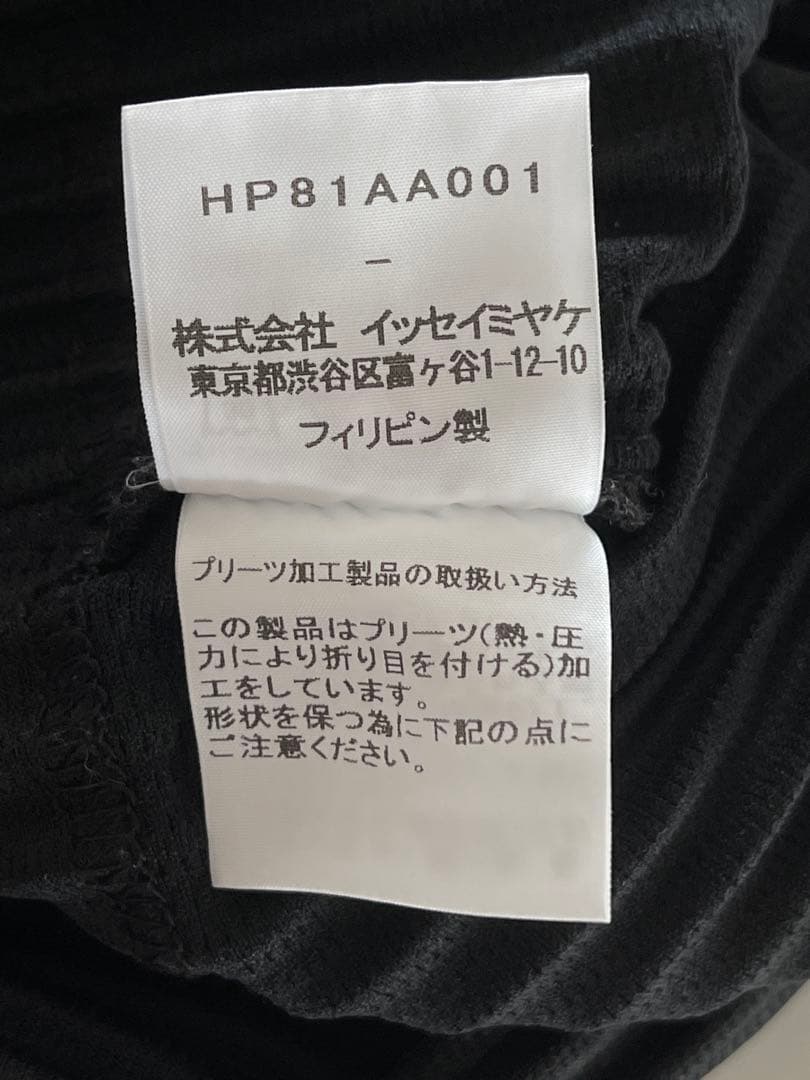 HP81AA001
-
株式会社 イッセイミヤケ
東京都渋谷区富ヶ谷1-12-10
フィリピン製
プリーツ加工製品の取扱い方法
この製品はプリーツ(熱・圧
力により折り目を付ける)加
工をしています。
形状を保つ為に下記の点に
ご注意ください。